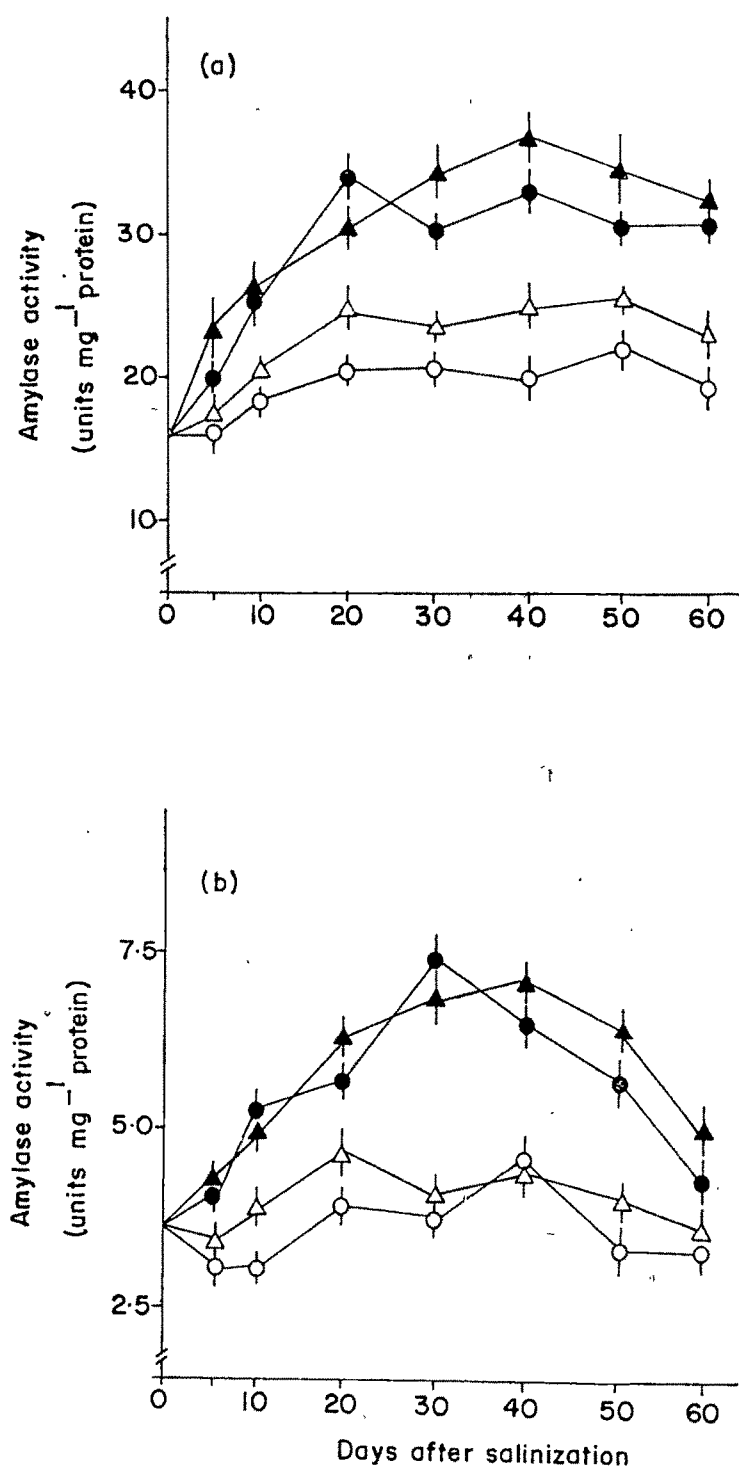 (a)
40
30
20
10
Amylase activity
(units mg⁻¹ protein)
0 10 20 30 40 50 60
(b)
7·5
5·0
2·5
Amylase activity
(units mg⁻¹ protein)
0 10 20 30 40 50 60
Days after salinization